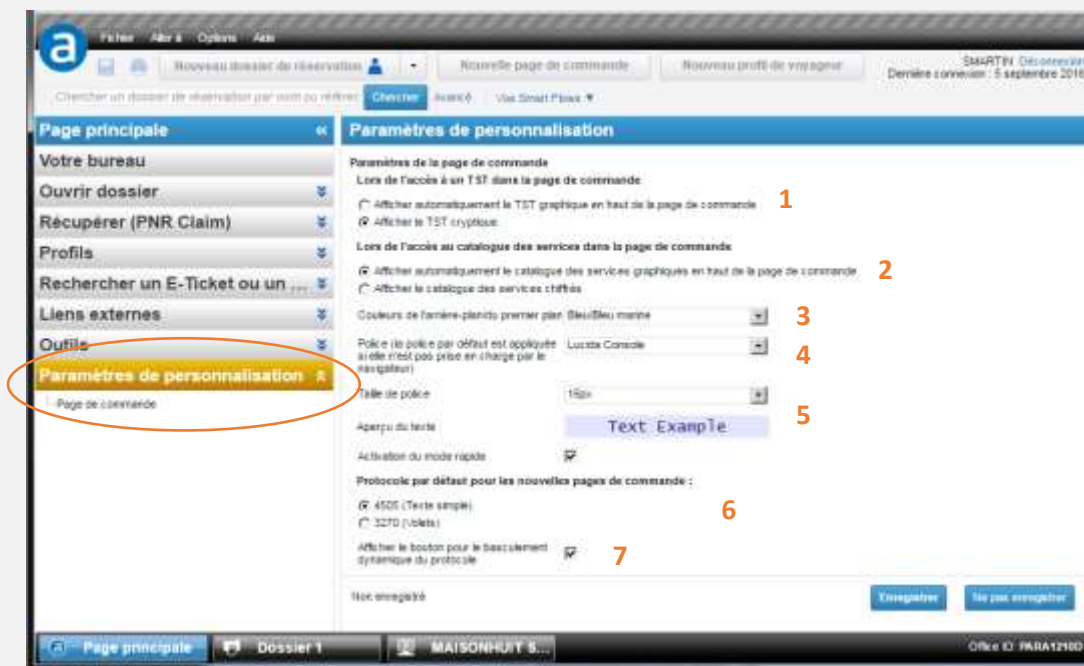 a
Fichier Aller à Options Aide
Nouveau dossier de réservation
Nouvelle page de commande
Nouveau profil de voyageur
SMARTIN Déconnexion
Dernière connexion : 5 septembre 2016
Chercher un dossier de réservation par nom ou référenc
Chercher
Avancé
Vos Smart Flows
Page principale
Votre bureau
Ouvrir dossier
Récupérer (PNR Claim)
Profils
Rechercher un E-Ticket ou un ...
Liens externes
Outils
Paramètres de personnalisation
Page de commande
Paramètres de personnalisation
Paramètres de la page de commande
Lors de l'accès à un TST dans la page de commande
Afficher automatiquement le TST graphique en haut de la page de commande
1
Afficher le TST cryptique
Lors de l'accès au catalogue des services dans la page de commande
Afficher automatiquement le catalogue des services graphiques en haut de la page de commande
2
Afficher le catalogue des services chiffrés
Couleurs de l'arrière-plan/du premier plan Bleu/Bleu marine
3
Police (la police par défaut est appliquée
si elle n'est pas prise en charge par le
navigateur)
Lucida Console
4
Taille de police 16px
5
Aperçu du texte Text Example
Activation du mode rapide
Protocole par défaut pour les nouvelles pages de commande :
4505 (Texte simple)
6
3270 (Volets)
Afficher le bouton pour le basculement
dynamique du protocole
7
Non enregistré
Enregistrer
Ne pas enregistrer
Page principale
Dossier 1
MAISONHUIT S...
Office ID: PARA12100